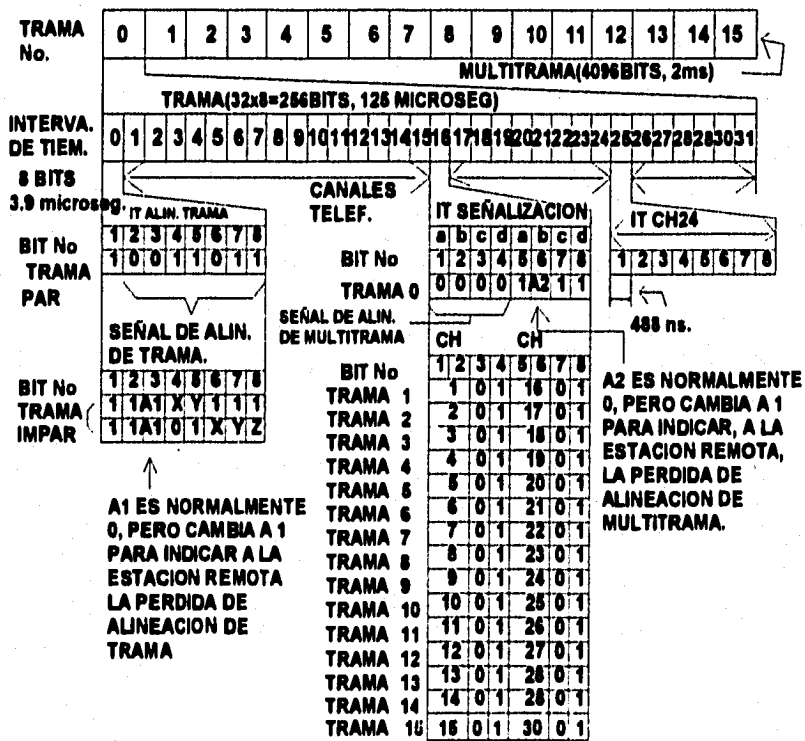 TRAMA No. 0 1 2 3 4 5 6 7 8 9 10 11 12 13 14 15
MULTITRAMA(4096BITS, 2ms)
TRAMA(32x8=256BITS, 125 MICROSEG)
INTERVA. DE TIEM. 0 1 2 3 4 5 6 7 8 9 10 11 12 13 14 15 16 17 18 19 20 21 22 23 24 25 26 27 28 29 30 31
8 BITS
3.9 microseg.
CANALES
TELEF.
IT ALIN. TRAMA
BIT No 1 2 3 4 5 6 7 8
TRAMA PAR 1 0 0 1 1 0 1 1
SEÑAL DE ALIN.
DE TRAMA.
BIT No 1 2 3 4 5 6 7 8
TRAMA 1 1 A1 X Y 1 1 1
IMPAR 1 1 A1 0 1 X Y Z
A1 ES NORMALMENTE
0, PERO CAMBIA A 1
PARA INDICAR A LA
ESTACION REMOTA
LA PERDIDA DE
ALINEACION DE
TRAMA
IT SEÑALIZACION
a b c d a b c d
BIT No 1 2 3 4 5 6 7 8
TRAMA 0 0 0 0 0 1 A2 1 1
SEÑAL DE ALIN.
DE MULTITRAMA
CH CH
BIT No 1 2 3 4 5 6 7 8
TRAMA 1 1 0 1 16 0 1
TRAMA 2 2 0 1 17 0 1
TRAMA 3 3 0 1 18 0 1
TRAMA 4 4 0 1 19 0 1
TRAMA 5 5 0 1 20 0 1
TRAMA 6 6 0 1 21 0 1
TRAMA 7 7 0 1 22 0 1
TRAMA 8 8 0 1 23 0 1
TRAMA 9 9 0 1 24 0 1
TRAMA 10 10 0 1 25 0 1
TRAMA 11 11 0 1 26 0 1
TRAMA 12 12 0 1 27 0 1
TRAMA 13 13 0 1 28 0 1
TRAMA 14 14 0 1 28 0 1
TRAMA 15 15 0 1 30 0 1
IT CH24
1 2 3 4 5 6 7 8
488 ns.
A2 ES NORMALMENTE
0, PERO CAMBIA A 1
PARA INDICAR, A LA
ESTACION REMOTA,
LA PERDIDA DE
ALINEACION DE
MULTITRAMA.